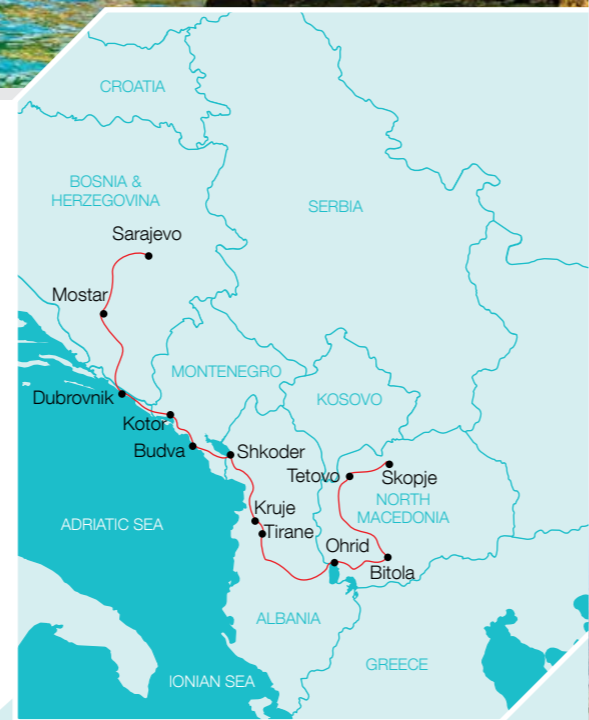 CROATIA
BOSNIA &
HERZEGOVINA
SERBIA
Sarajevo
Mostar
MONTENEGRO
Dubrovnik
KOSOVO
Kotor
Budva
Shkoder
Tetovo
Skopje
NORTH
MACEDONIA
Kruje
ADRIATIC SEA
Tirane
Ohrid
Bitola
ALBANIA
GREECE
IONIAN SEA